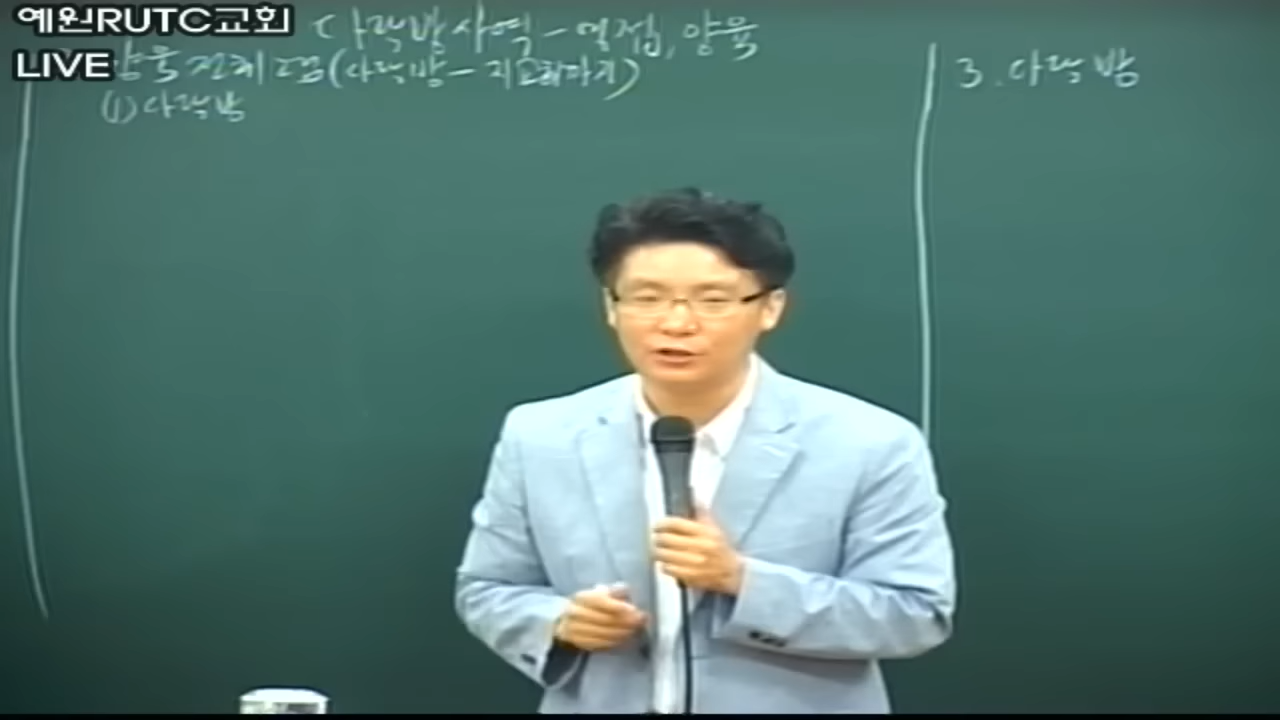 예원RUTC교회
LIVE
다락방사역 - 영접, 양육
양육전체그림(다락방 - 지교회까지)
(1) 다락방
3. 다락방